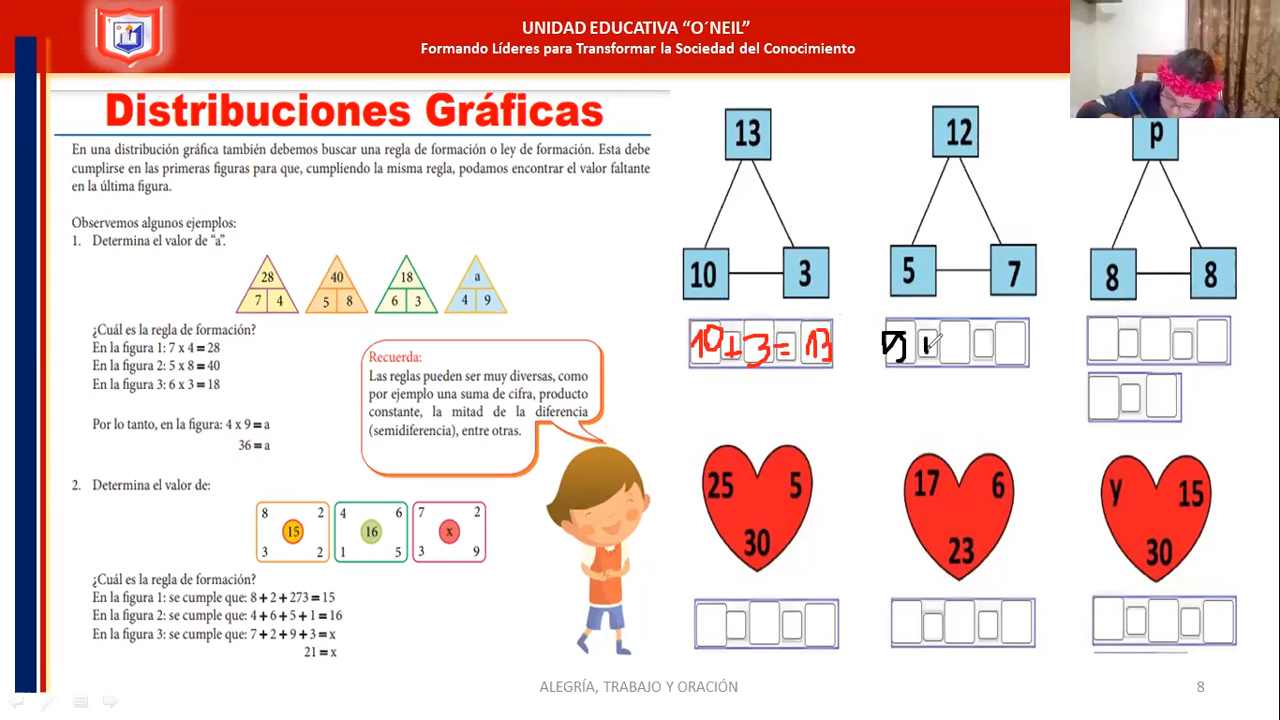 UNIDAD EDUCATIVA “O´NEIL”
Formando Líderes para Transformar la Sociedad del Conocimiento
Distribuciones Gráficas
En una distribución gráfica también debemos buscar una regla de formación o ley de formación. Esta debe
cumplirse en las primeras figuras para que, cumpliendo la misma regla, podamos encontrar el valor faltante
en la última figura.
Observemos algunos ejemplos:
1. Determina el valor de “a”.
28 40 18 a
7 4 5 8 6 3 4 9
¿Cuál es la regla de formación?
En la figura 1: 7 x 4 = 28
En la figura 2: 5 x 8 = 40
En la figura 3: 6 x 3 = 18
Por lo tanto, en la figura: 4 x 9 = a
36 = a
Recuerda:
Las reglas pueden ser muy diversas, como
por ejemplo una suma de cifra, producto
constante, la mitad de la diferencia
(semidiferencia), entre otras.
2. Determina el valor de:
8 2 4 6 7 2
15 16 x
3 2 1 5 3 9
¿Cuál es la regla de formación?
En la figura 1: se cumple que: 8 + 2 + 273 = 15
En la figura 2: se cumple que: 4 + 6 + 5 + 1 = 16
En la figura 3: se cumple que: 7 + 2 + 9 + 3 = x
21 = x
13 12 p
10 3 5 7 8 8
10 + 3 = 13
5
25 5 17 6 y 15
30 23 30
ALEGRÍA, TRABAJO Y ORACIÓN
8